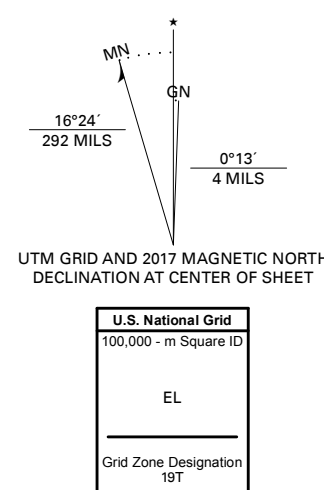 ★
MN
GN
16°24´
292 MILS
0°13´
4 MILS
UTM GRID AND 2017 MAGNETIC NORTH
DECLINATION AT CENTER OF SHEET
U.S. National Grid
100,000 - m Square ID
EL
Grid Zone Designation
19T